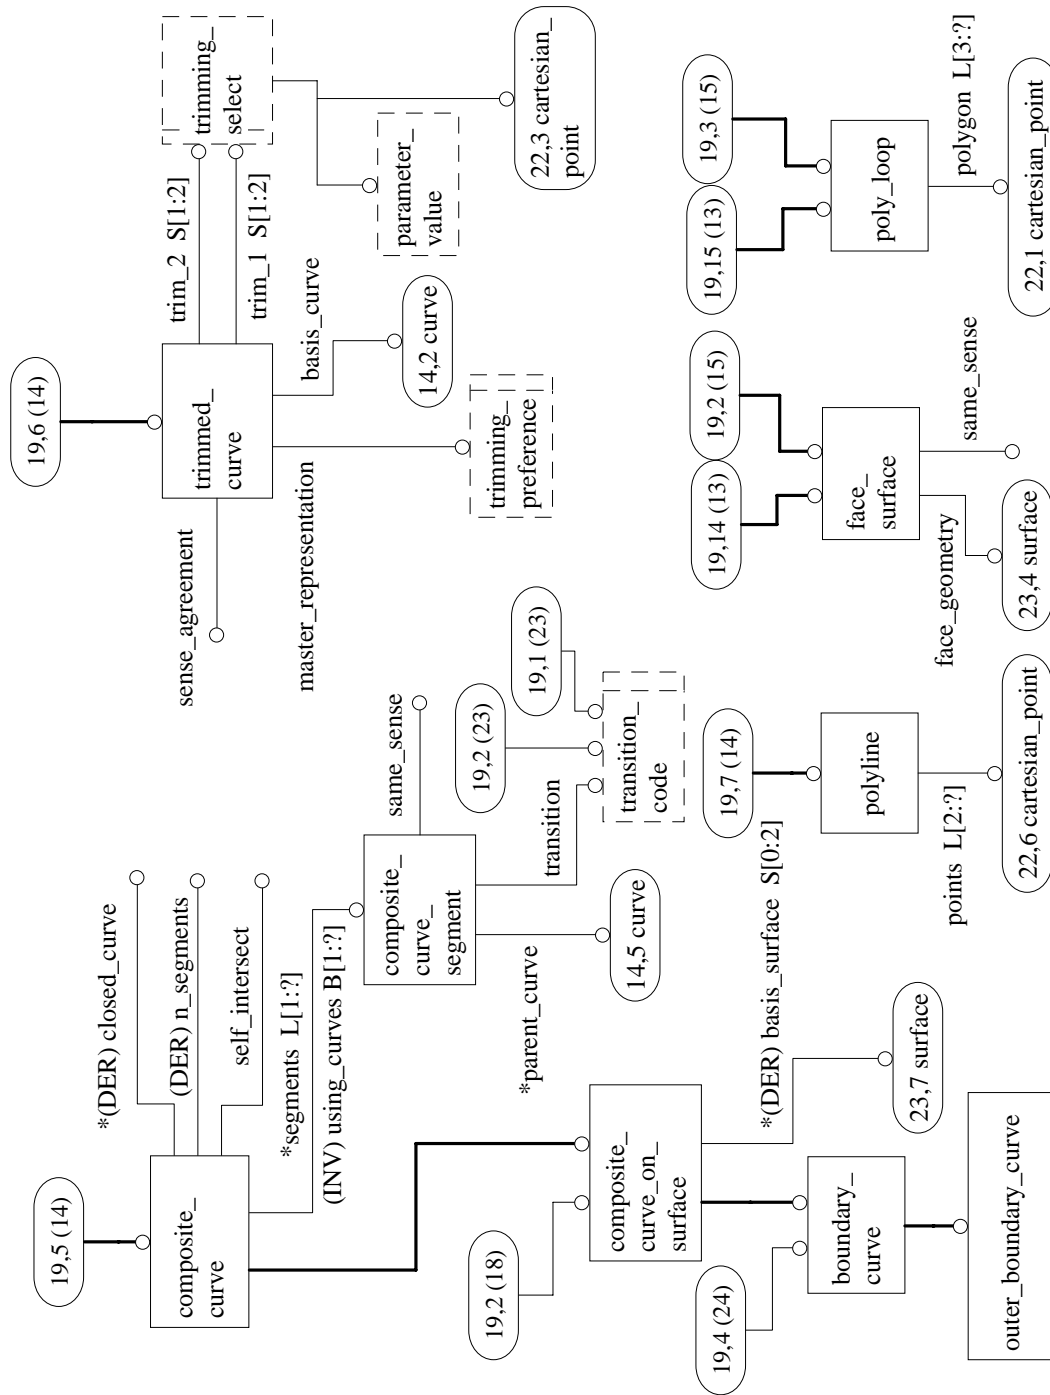 19,5 (14)
composite_
curve
*(DER) closed_curve
(DER) n_segments
self_intersect
*segments L[1:?]
(INV) using_curves B[1:?]
composite_
curve_
segment
same_sense
transition
*parent_curve
14,5 curve
19,2 (23)
19,1 (23)
transition_
code
19,6 (14)
trimmed_
curve
sense_agreement
trim_2 S[1:2]
trim_1 S[1:2]
trimming_
select
basis_curve
14,2 curve
master_representation
trimming_
preference
parameter_
value
22,3 cartesian_
point
19,2 (18)
composite_
curve_on_
surface
*(DER) basis_surface S[0:2]
23,7 surface
19,4 (24)
boundary_
curve
outer_boundary_curve
19,7 (14)
polyline
points L[2:?]
22,6 cartesian_point
19,14 (13)
19,2 (15)
face_
surface
face_geometry
same_sense
23,4 surface
19,15 (13)
19,3 (15)
poly_loop
polygon L[3:?]
22,1 cartesian_point